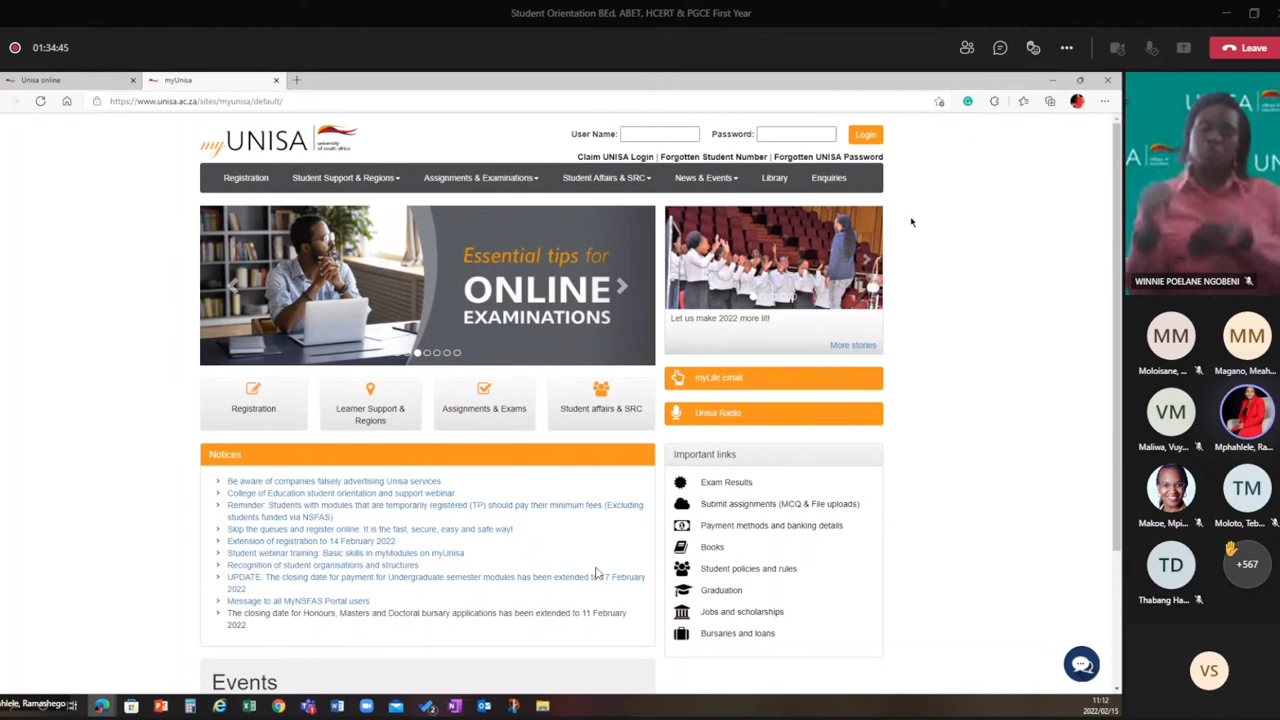 Student Orientation BEd, ABET, HCERT & PGCE First Year
01:34:45
Leave
Unisa online
myUnisa
https://www.unisa.ac.za/sites/myunisa/default/
my UNISA university of south africa
User Name:
Password:
Login
Claim UNISA Login | Forgotten Student Number | Forgotten UNISA Password
Registration
Student Support & Regions
Assignments & Examinations
Student Affairs & SRC
News & Events
Library
Enquiries
Essential tips for
ONLINE
EXAMINATIONS
Let us make 2022 more lit!
More stories
myLife email
Unisa Radio
Registration
Learner Support &
Regions
Assignments & Exams
Student affairs & SRC
Notices
Be aware of companies falsely advertising Unisa services
College of Education student orientation and support webinar
Reminder: Students with modules that are temporarily registered (TP) should pay their minimum fees (Excluding
students funded via NSFAS)
Skip the queues and register online. It is the fast, secure, easy and safe way!
Extension of registration to 14 February 2022
Student webinar training: Basic skills in myModules on myUnisa
Recognition of student organisations and structures
UPDATE: The closing date for payment for Undergraduate semester modules has been extended to 17 February
2022
Message to all MyNSFAS Portal users
The closing date for Honours, Masters and Doctoral bursary applications has been extended to 11 February
2022.
Important links
Exam Results
Submit assignments (MCQ & File uploads)
Payment methods and banking details
Books
Student policies and rules
Graduation
Jobs and scholarships
Bursaries and loans
Events
UNISA
WINNIE POELANE NGOBENI
MM
MM
Moloisane, ...
Magano, Meah...
VM
Maliwa, Vuy...
Mphahlele, Ra...
TM
Makoe, Mpi...
Moloto, Teb...
TD
+567
Thabang Ha...
VS
ahlele, Ramashego
11:12
2022/02/15